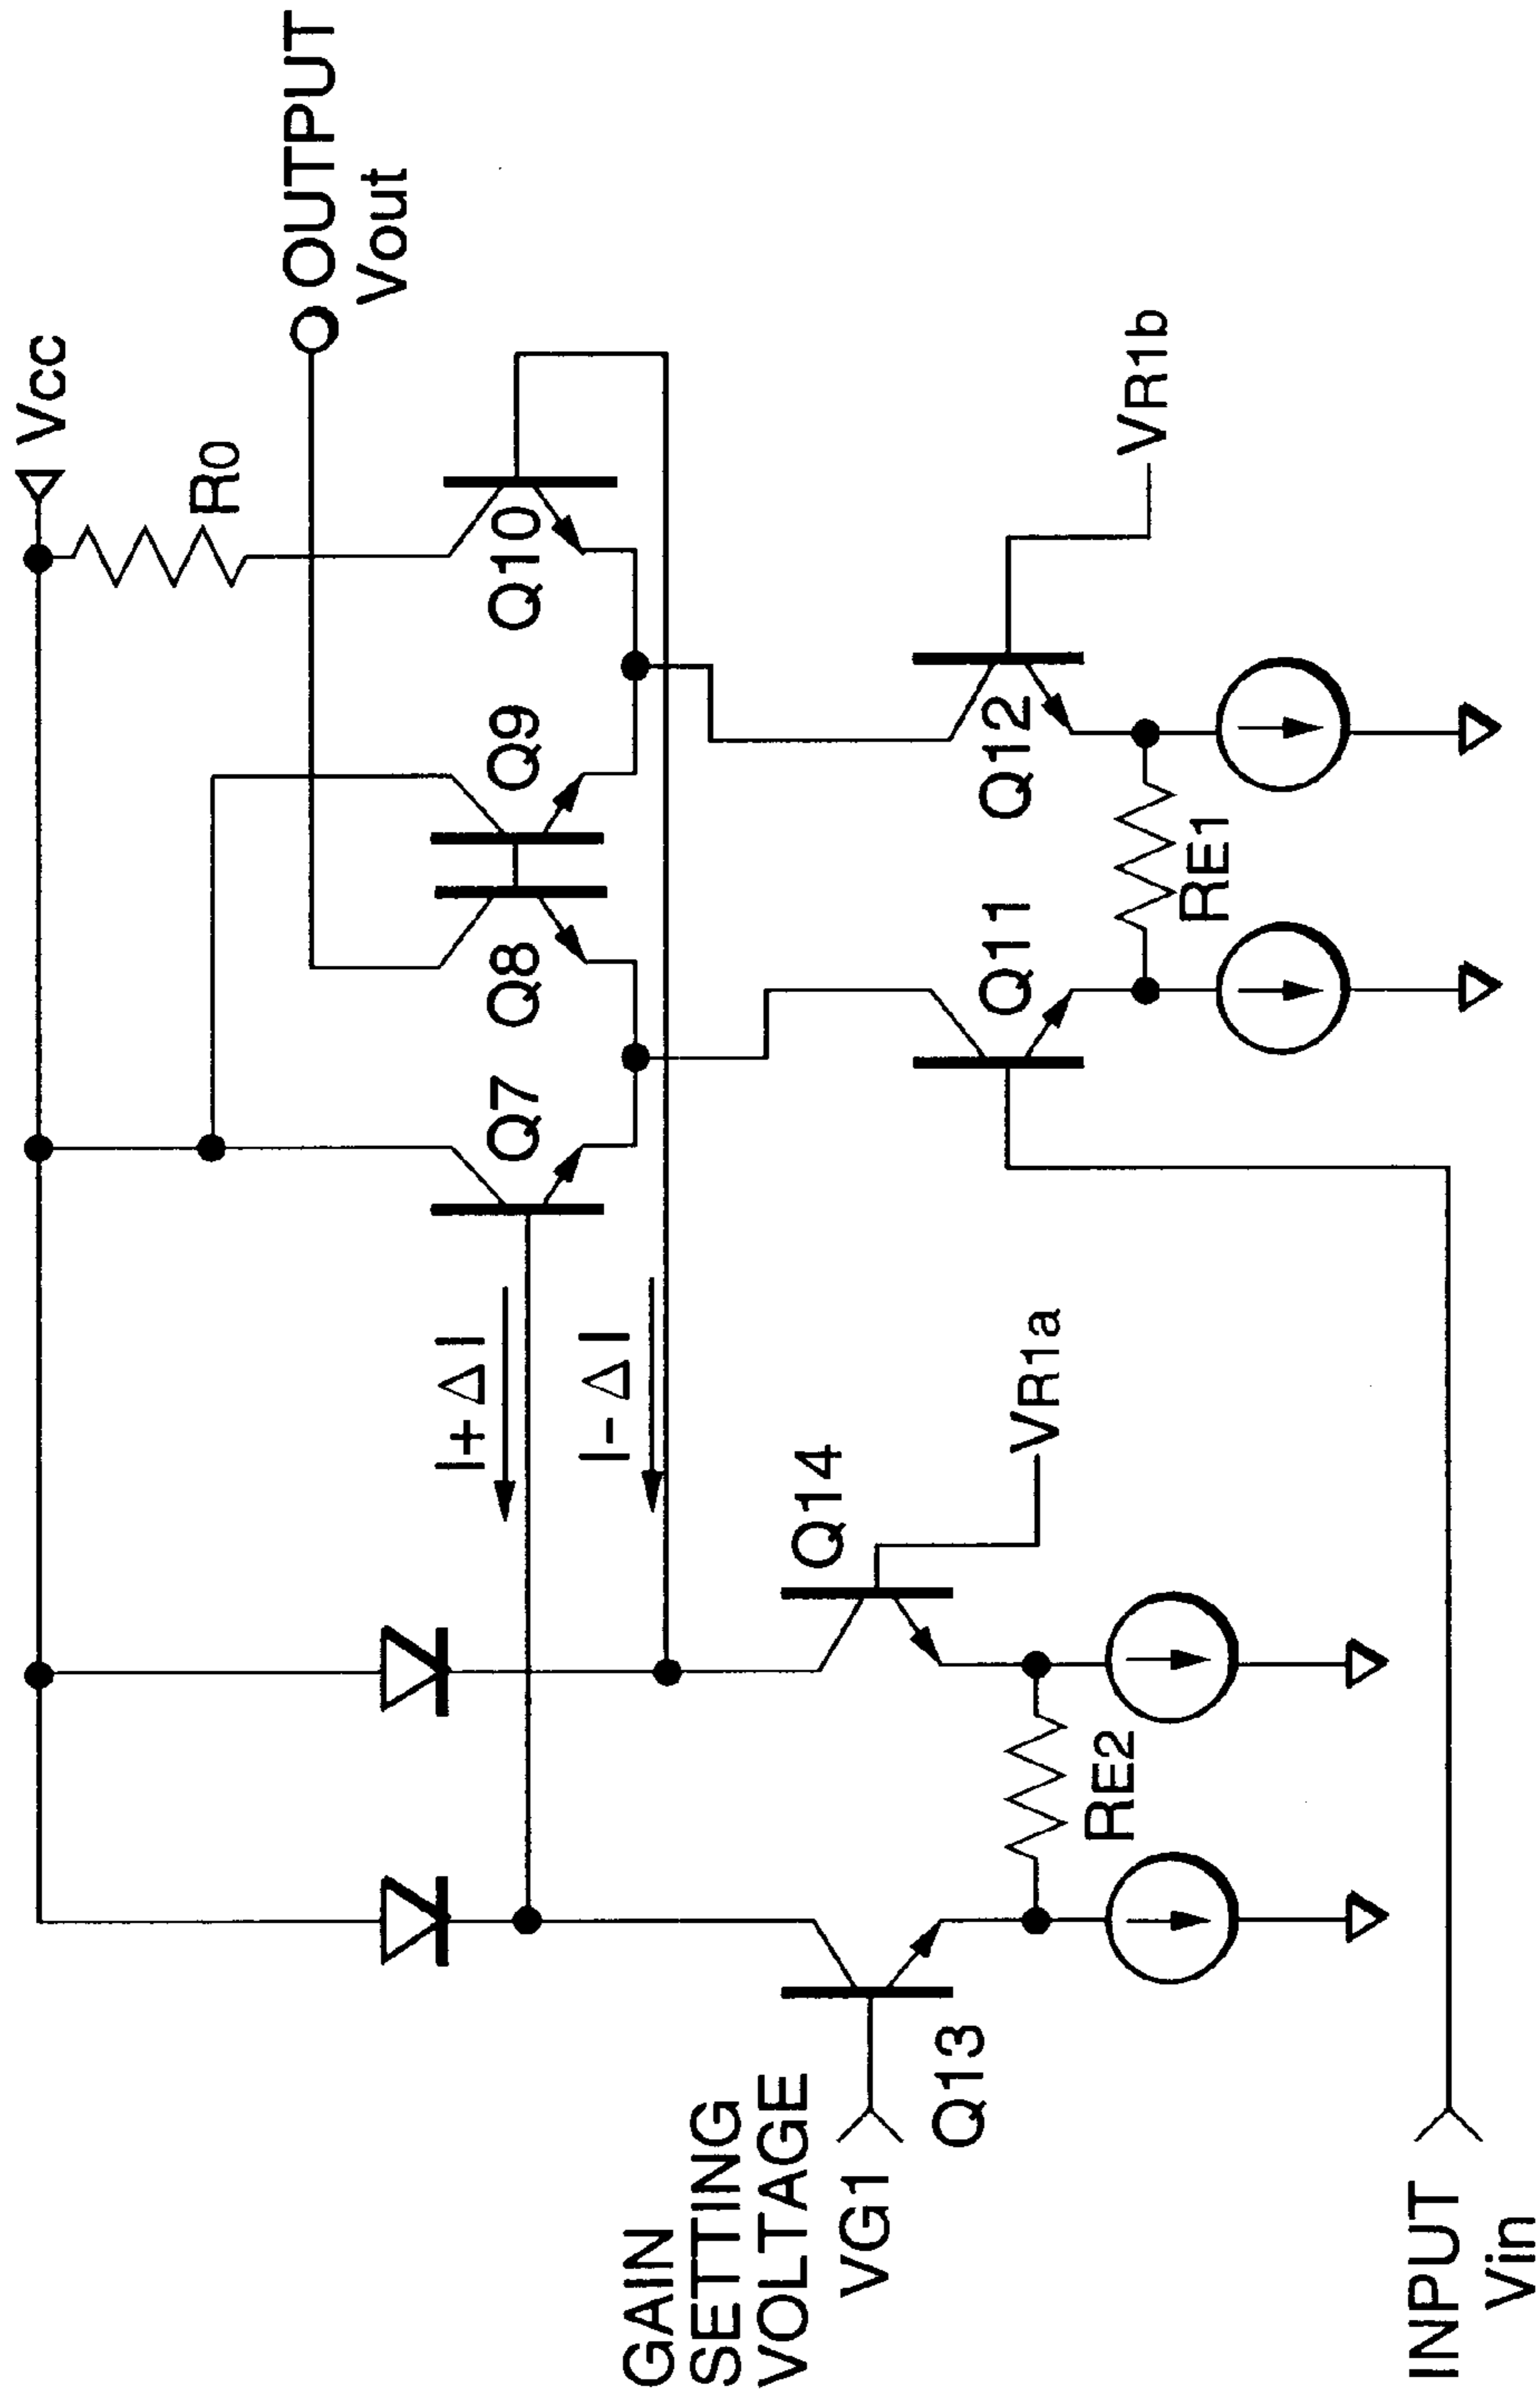 Vcc
R0
OUTPUT
Vout
I+ΔI
I-ΔI
Q7
Q8
Q9
Q10
GAIN
SETTING
VOLTAGE
VG1
Q13
Q14
VR1a
RE2
Q11
Q12
VR1b
RE1
INPUT
Vin